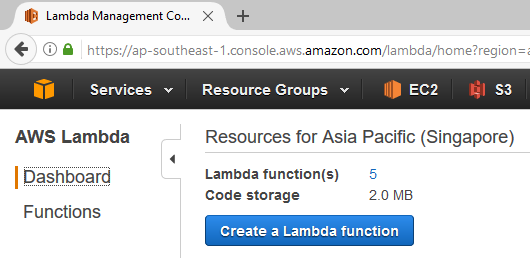 Lambda Management Co...
https://ap-southeast-1.console.aws.amazon.com/lambda/home?region=a
Services Resource Groups EC2 S3
AWS Lambda
Dashboard
Functions
Resources for Asia Pacific (Singapore)
Lambda function(s) 5
Code storage 2.0 MB
Create a Lambda function